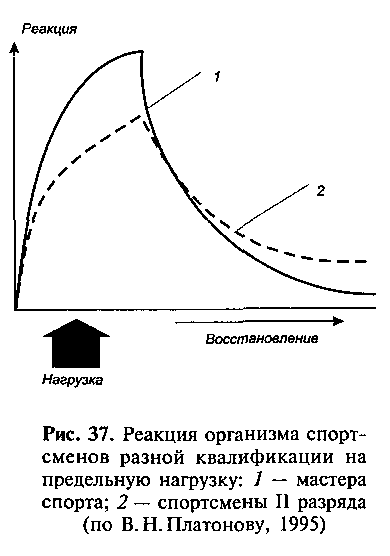 Реакция
1
2
Восстановление
Нагрузка
Рис. 37. Реакция организма спорт-
сменов разной квалификации на
предельную нагрузку: 1 — мастера
спорта; 2 — спортсмены II разряда
(по В. Н. Платонову, 1995)